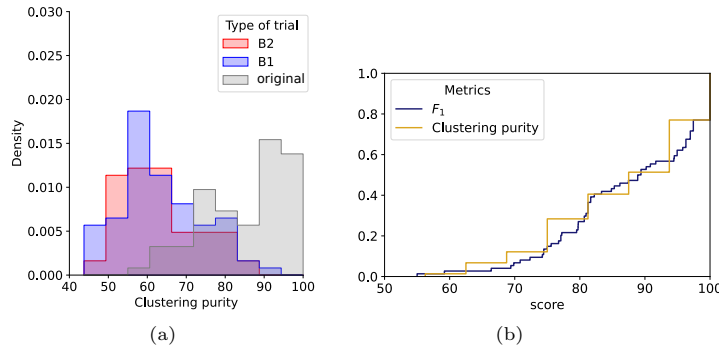 0.030
0.025
0.020
0.015
0.010
0.005
0.000
Density
40 50 60 70 80 90 100
Clustering purity
Type of trial
B2
B1
original
(a)
1.0
0.8
0.6
0.4
0.2
0.0
50 60 70 80 90 100
score
Metrics
F₁
Clustering purity
(b)